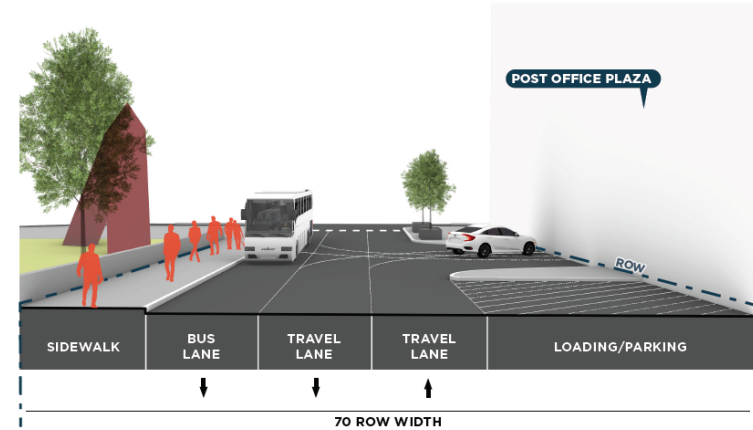 POST OFFICE PLAZA
ROW
SIDEWALK
BUS
LANE
TRAVEL
LANE
TRAVEL
LANE
LOADING/PARKING
70 ROW WIDTH